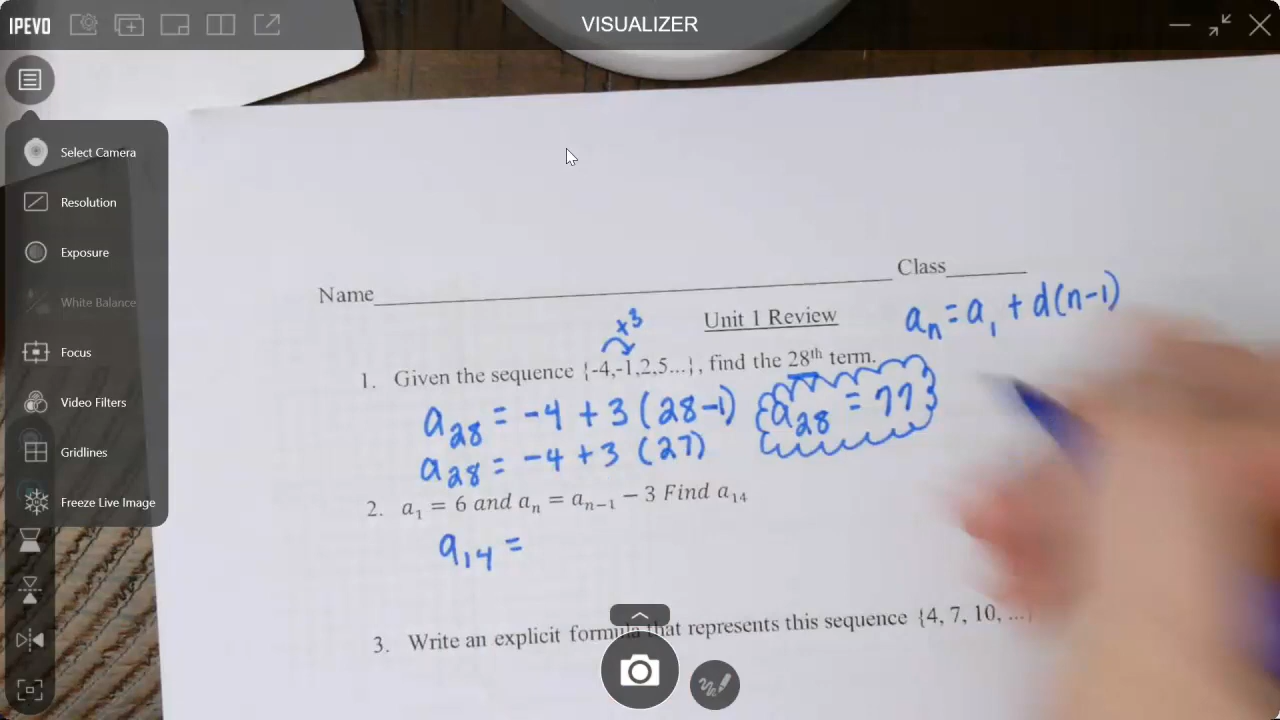 IPEVO
VISUALIZER
Select Camera
Resolution
Exposure
White Balance
Focus
Video Filters
Gridlines
Freeze Live Image
Name Class
Unit 1 Review
aₙ = a₁ + d(n-1)
+3
1. Given the sequence {-4,-1,2,5...}, find the 28th term.
a₂₈ = -4 + 3 (28-1)
a₂₈ = 77
a₂₈ = -4 + 3 (27)
2. a₁ = 6 and aₙ = aₙ₋₁ − 3 Find a₁₄
a₁₄ =
3. Write an explicit formula that represents this sequence {4, 7, 10, ...}